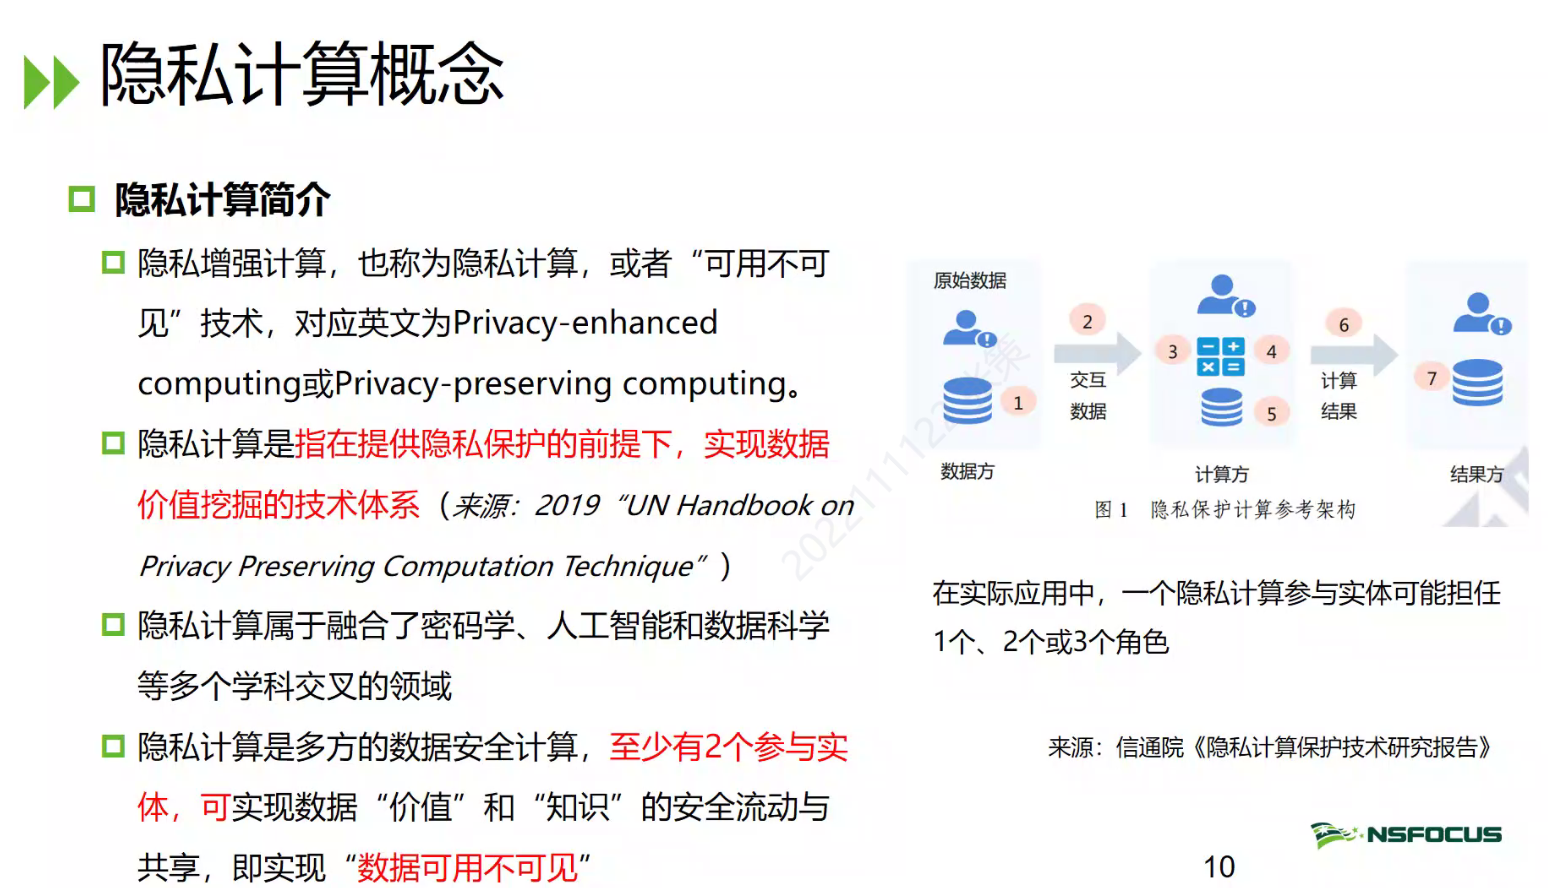 隐私计算概念
隐私计算简介
隐私增强计算，也称为隐私计算，或者“可用不可
见”技术，对应英文为Privacy-enhanced
computing或Privacy-preserving computing。
隐私计算是指在提供隐私保护的前提下，实现数据
价值挖掘的技术体系（来源：2019“UN Handbook on
Privacy Preserving Computation Technique”）
隐私计算属于融合了密码学、人工智能和数据科学
等多个学科交叉的领域
隐私计算是多方的数据安全计算，至少有2个参与实
体，可实现数据“价值”和“知识”的安全流动与
共享，即实现“数据可用不可见”
原始数据
1
数据方
2
交互
数据
3
4
5
计算方
6
计算
结果
7
结果方
图 1 隐私保护计算参考架构
在实际应用中，一个隐私计算参与实体可能担任
1个、2个或3个角色
来源：信通院《隐私计算保护技术研究报告》
NSFOCUS
10